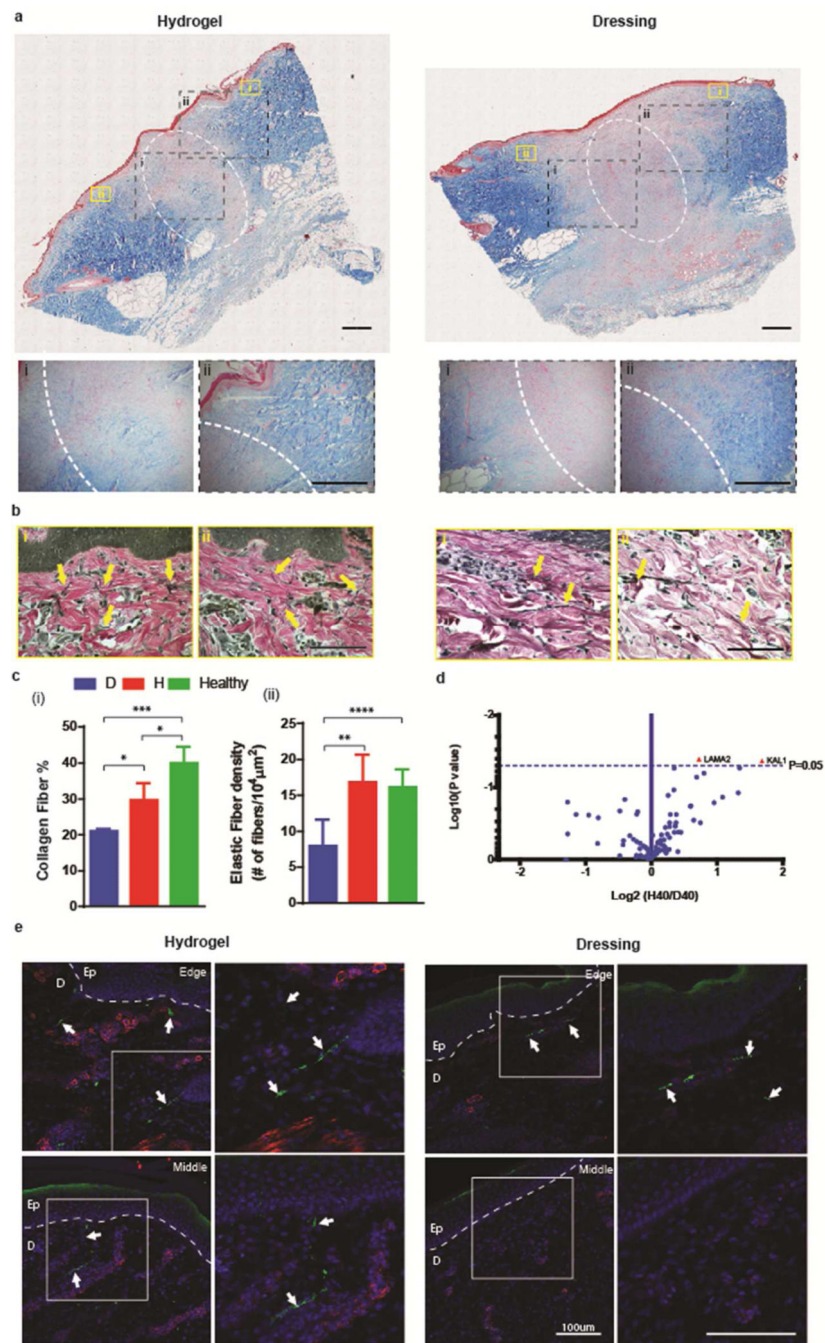 a
Hydrogel
Dressing
ii
i
i
ii
i
ii
ii
i
i
ii
i
ii
b
i
ii
i
ii
c
D H Healthy
(i)
***
*
*
Collagen Fiber %
50
40
30
20
10
0
(ii)
****
**
Elastic Fiber density
(# of fibers/10⁴µm²)
25
20
15
10
5
0
d
-2
-1
0
Log10(P value)
LAMA2
KAL1
P=0.05
-2 -1 0 1 2
Log2 (H40/D40)
e
Hydrogel
Dressing
Ep
Edge
D
Edge
Ep
D
Middle
Ep
D
Middle
Ep
D
100um